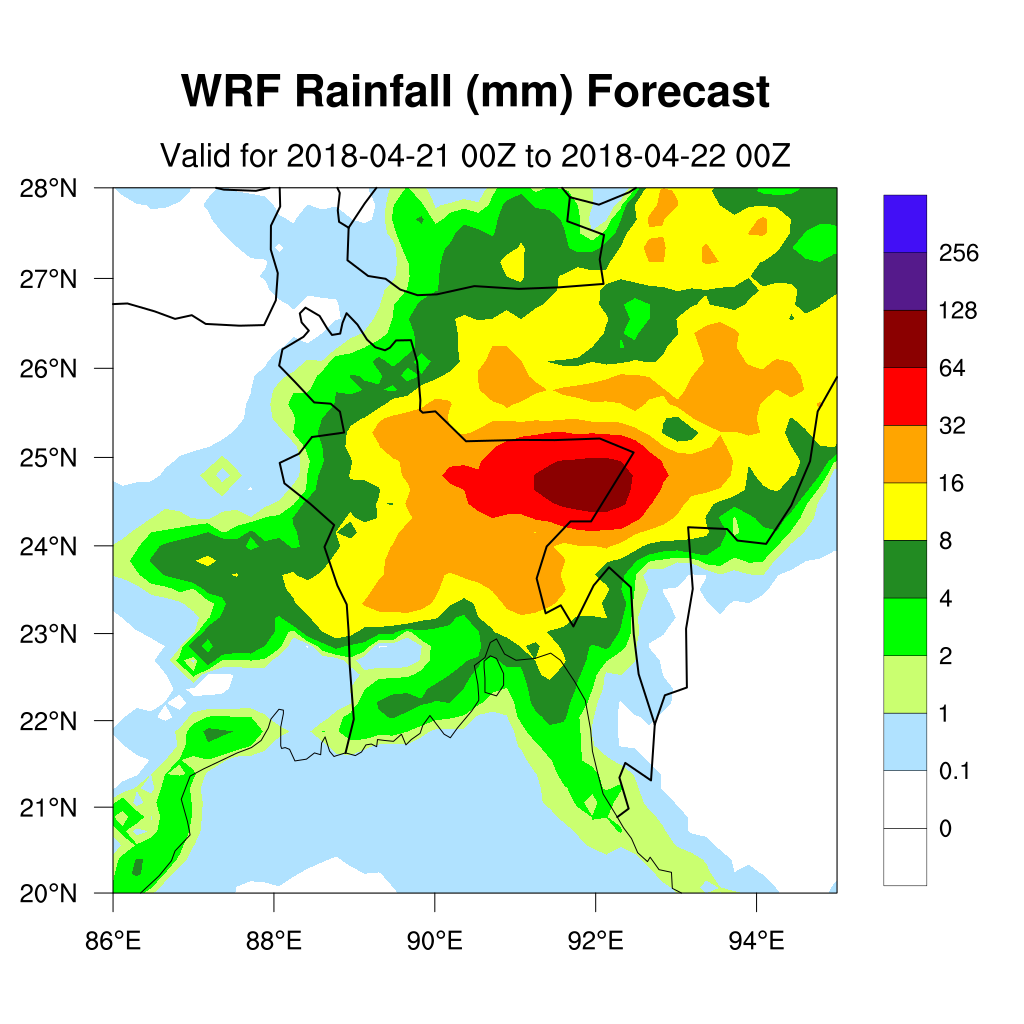 WRF Rainfall (mm) Forecast
Valid for 2018-04-21 00Z to 2018-04-22 00Z
28°N
27°N
26°N
25°N
24°N
23°N
22°N
21°N
20°N
86°E 88°E 90°E 92°E 94°E
256
128
64
32
16
8
4
2
1
0.1
0